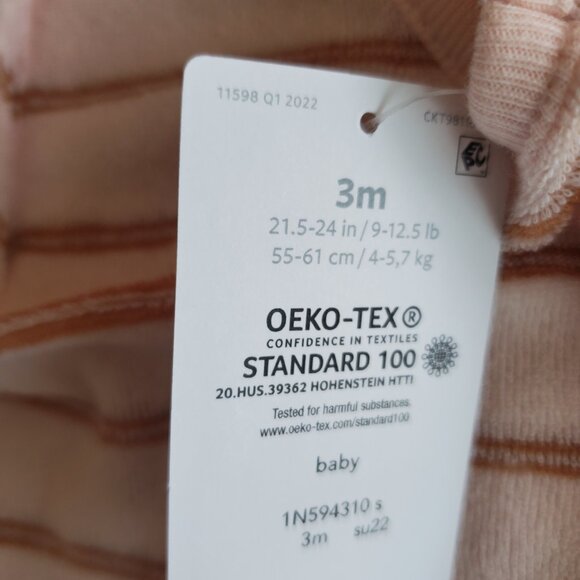 11598 Q1 2022
3m
21.5-24 in / 9-12.5 lb
55-61 cm / 4-5,7 kg
OEKO-TEX®
CONFIDENCE IN TEXTILES
STANDARD 100
20.HUS.39362 HOHENSTEIN HTTI
Tested for harmful substances.
www.oeko-tex.com/standard100
baby
1N594310 s
3m su22